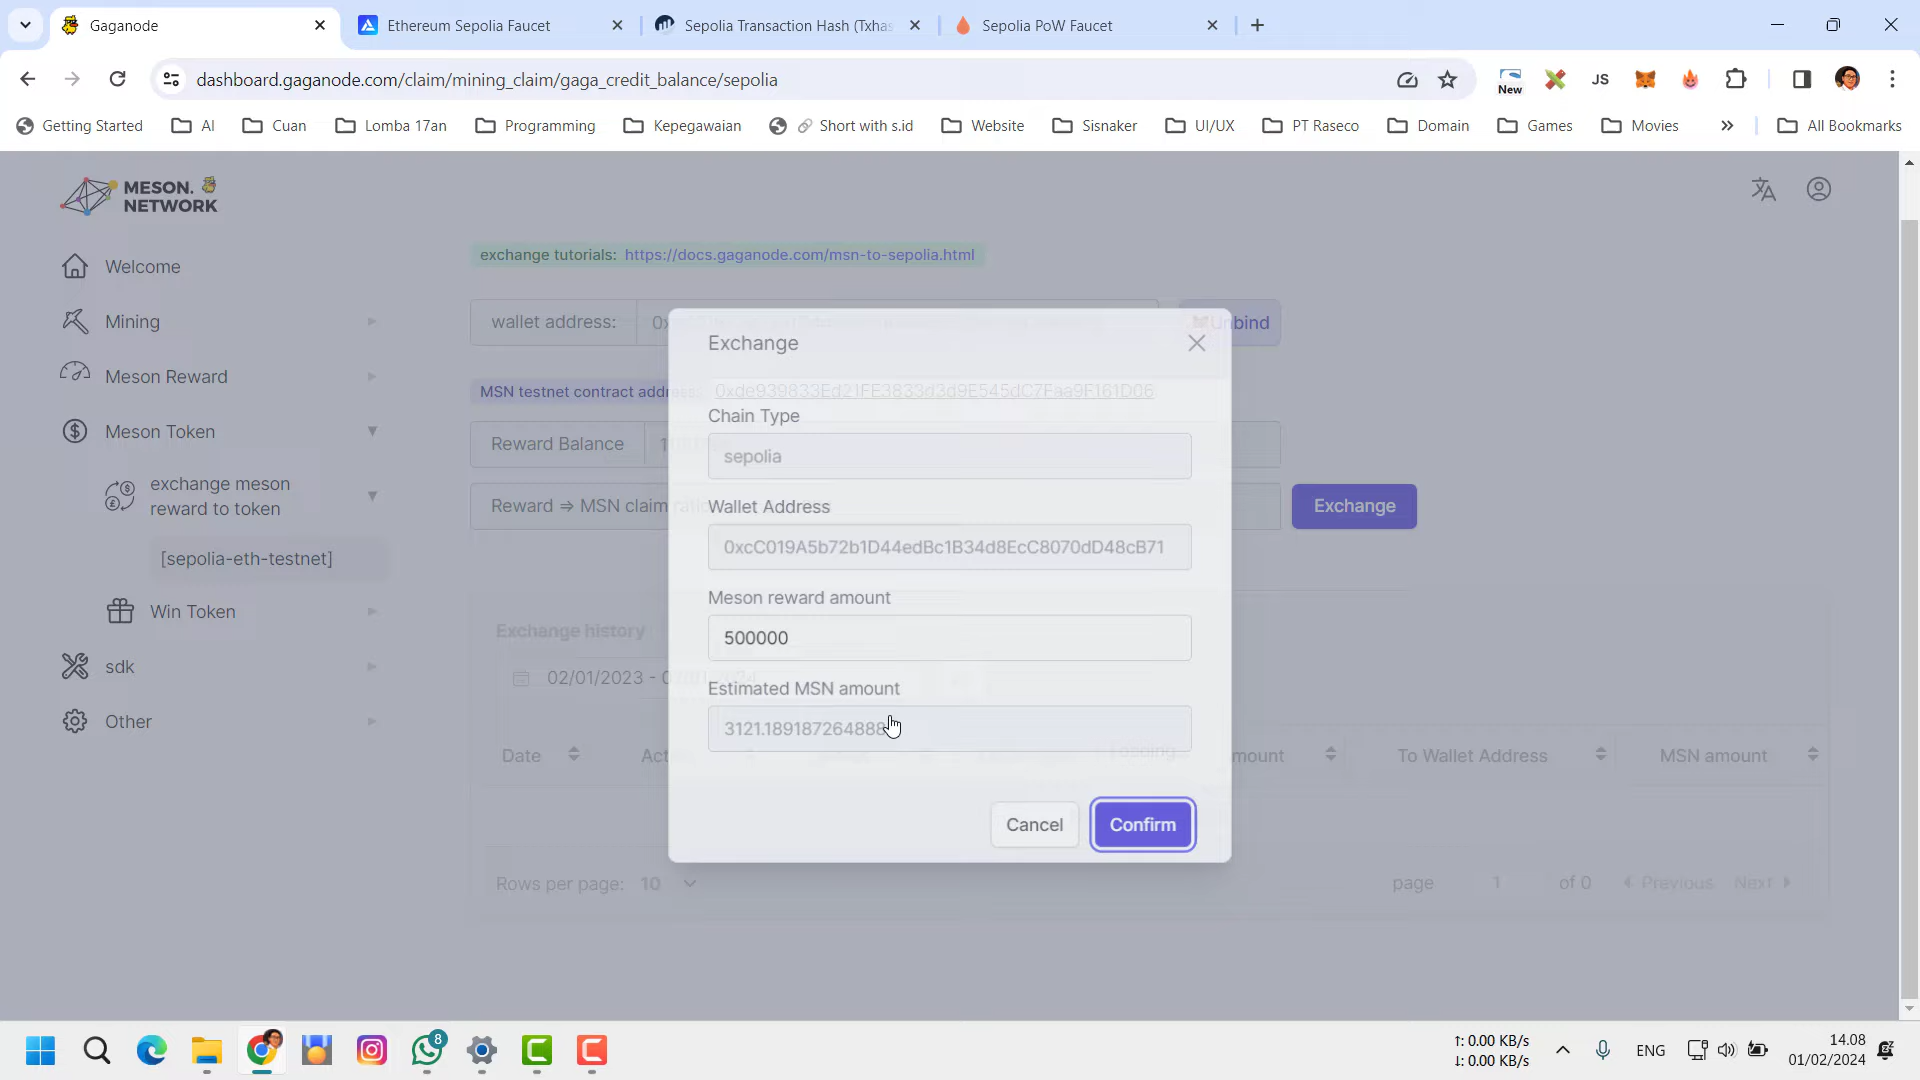 Gaganode
Ethereum Sepolia Faucet
Sepolia Transaction Hash (Txhas
Sepolia PoW Faucet
dashboard.gaganode.com/claim/mining_claim/gaga_credit_balance/sepolia
New
JS
Getting Started
AI
Cuan
Lomba 17an
Programming
Kepegawaian
Short with s.id
Website
Sisnaker
UI/UX
PT Raseco
Domain
Games
Movies
All Bookmarks
MESON.
NETWORK
Welcome
Mining
Meson Reward
Meson Token
exchange meson
reward to token
[sepolia-eth-testnet]
Win Token
sdk
Other
exchange tutorials: https://docs.gaganode.com/msn-to-sepolia.html
wallet address:
Unbind
MSN testnet contract address: 0xde939833Ed21FE3833d3d9E545dC7Faa9F161D06
Reward Balance
Reward ⇒ MSN claim ratio
Exchange
Exchange
Chain Type
sepolia
Wallet Address
0xcC019A5b72b1D44edBc1B34d8EcC8070dD48cB71
Meson reward amount
500000
Estimated MSN amount
3121.189187264888
Cancel
Confirm
Exchange history
02/01/2023 -
Date
To Wallet Address
MSN amount
Loading
Rows per page: 10
page 1 of 0
Previous
Next
8
↑: 0.00 KB/s
↓: 0.00 KB/s
ENG
14.08
01/02/2024